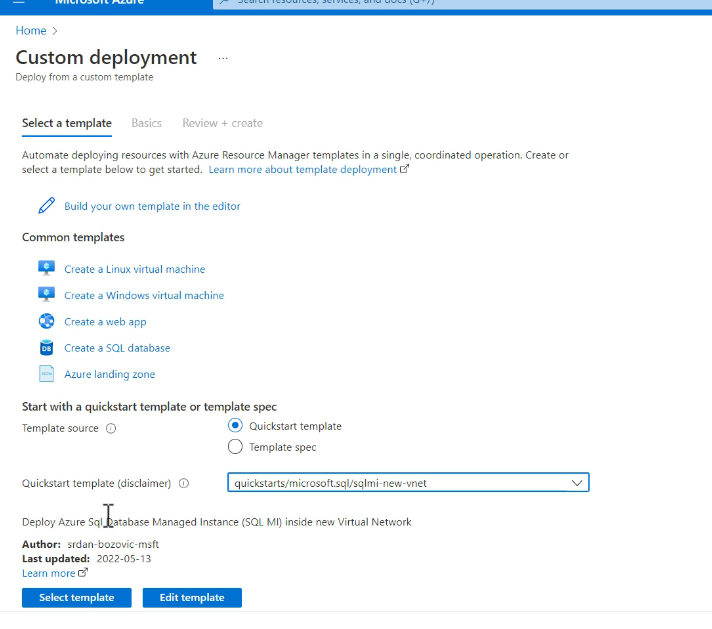 Microsoft Azure
Search resources, services, and docs (G+/)
Home >
Custom deployment ...
Deploy from a custom template
Select a template Basics Review + create
Automate deploying resources with Azure Resource Manager templates in a single, coordinated operation. Create or
select a template below to get started. Learn more about template deployment
Build your own template in the editor
Common templates
Create a Linux virtual machine
Create a Windows virtual machine
Create a web app
DB Create a SQL database
Azure landing zone
Start with a quickstart template or template spec
Template source Quickstart template
Template spec
Quickstart template (disclaimer) quickstarts/microsoft.sql/sqlmi-new-vnet
Deploy Azure Sql Database Managed Instance (SQL MI) inside new Virtual Network
Author: srdan-bozovic-msft
Last updated: 2022-05-13
Learn more
Select template Edit template